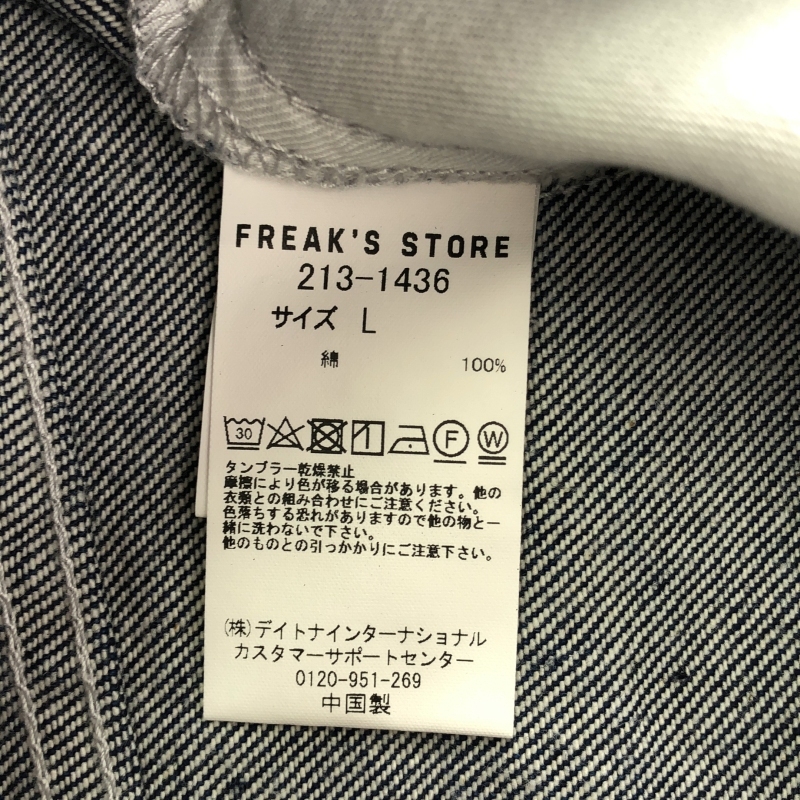 FREAK'S STORE
213-1436
サイズ L
綿 100%
30 F W
タンブラー乾燥禁止
摩擦により色が移る場合があります。他の
衣類との組み合わせにご注意ください。
色落ちする恐れがありますので他の物と一
緒に洗わないで下さい。
他のものとの引っかかりにご注意下さい。
(株)デイトナインターナショナル
カスタマーサポートセンター
0120-951-269
中国製